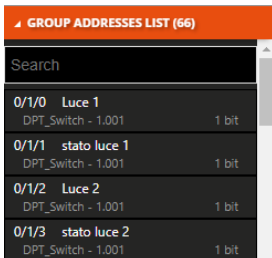 GROUP ADDRESSES LIST (66)
Search
0/1/0 Luce 1
DPT_Switch - 1.001 1 bit
0/1/1 stato luce 1
DPT_Switch - 1.001 1 bit
0/1/2 Luce 2
DPT_Switch - 1.001 1 bit
0/1/3 stato luce 2
DPT_Switch - 1.001 1 bit